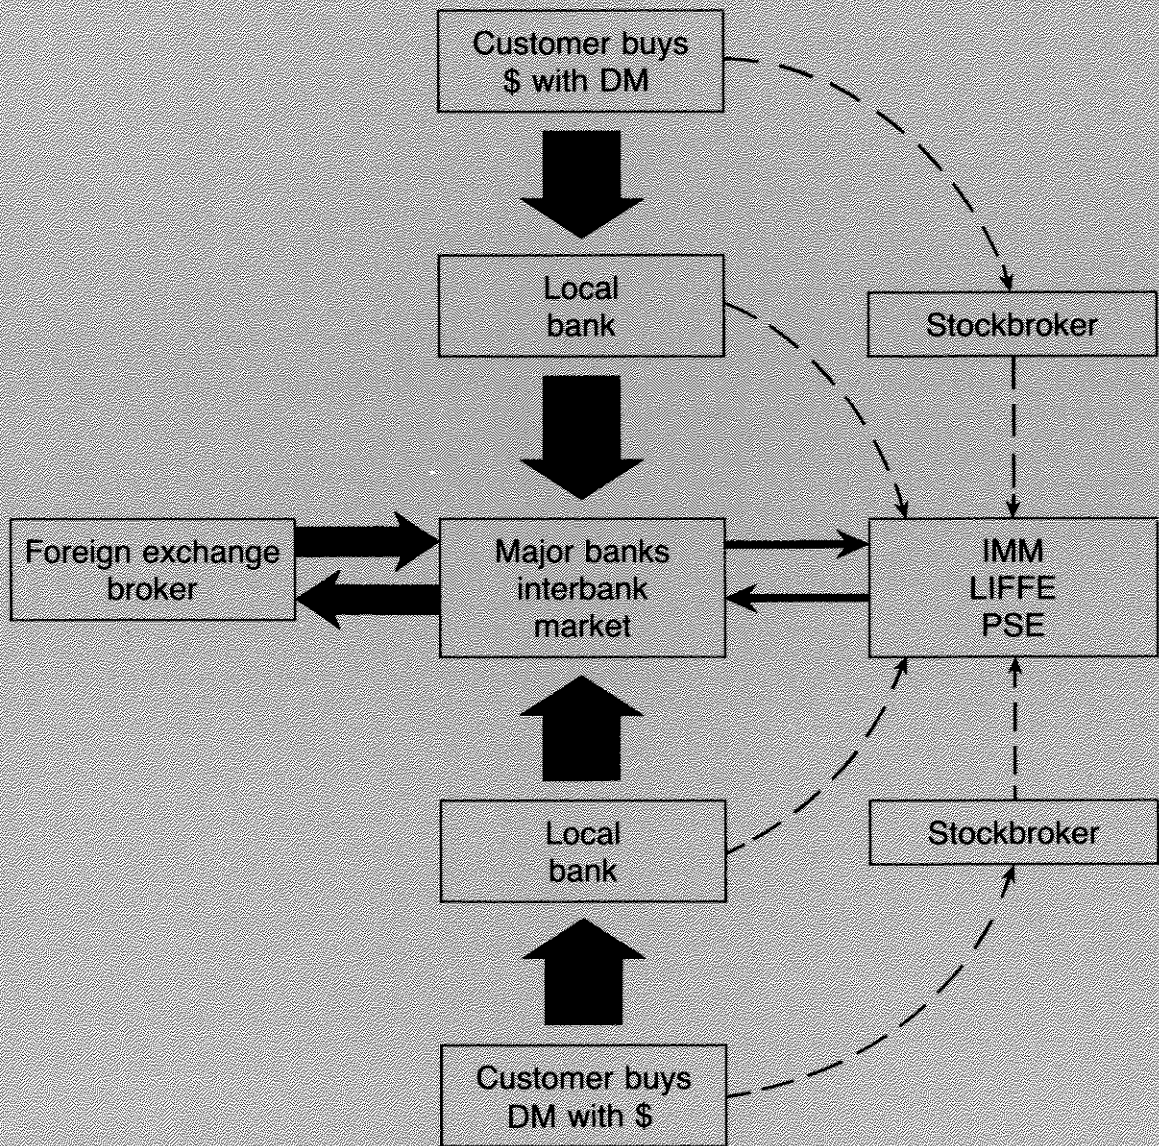 Customer buys
$ with DM
Local
bank
Stockbroker
Foreign exchange
broker
Major banks
interbank
market
IMM
LIFFE
PSE
Local
bank
Stockbroker
Customer buys
DM with $